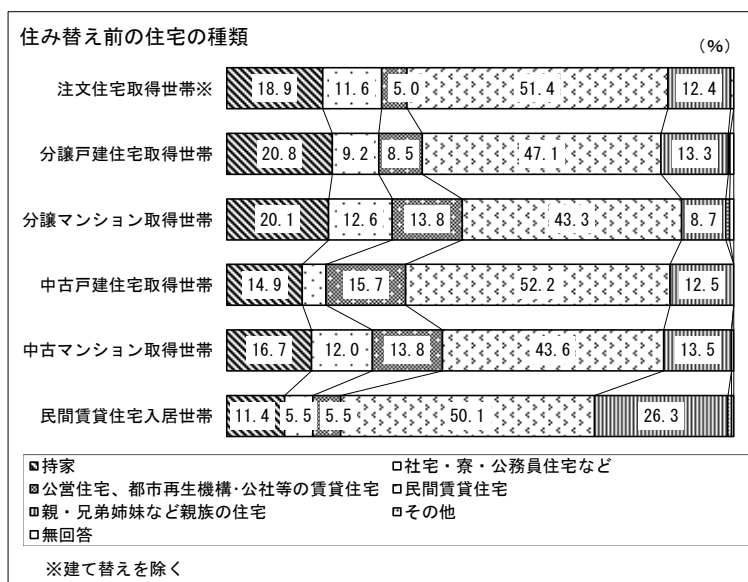 住み替え前の住宅の種類
(%)
注文住宅取得世帯※ 18.9 11.6 5.0 51.4 12.4
分譲戸建住宅取得世帯 20.8 9.2 8.5 47.1 13.3
分譲マンション取得世帯 20.1 12.6 13.8 43.3 8.7
中古戸建住宅取得世帯 14.9 15.7 52.2 12.5
中古マンション取得世帯 16.7 12.0 13.8 43.6 13.5
民間賃貸住宅入居世帯 11.4 5.5 5.5 50.1 26.3
持家 社宅・寮・公務員住宅など
公営住宅、都市再生機構・公社等の賃貸住宅 民間賃貸住宅
親・兄弟姉妹など親族の住宅 その他
無回答
※建て替えを除く